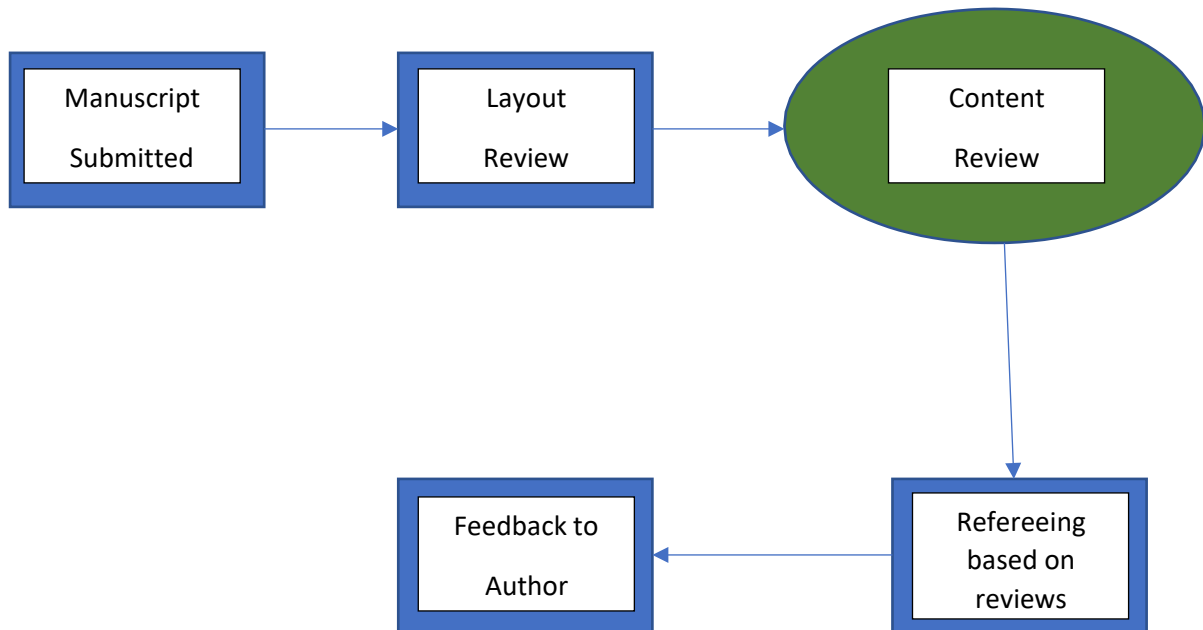 Manuscript
Submitted
Layout
Review
Content
Review
Refereeing
based on
reviews
Feedback to
Author